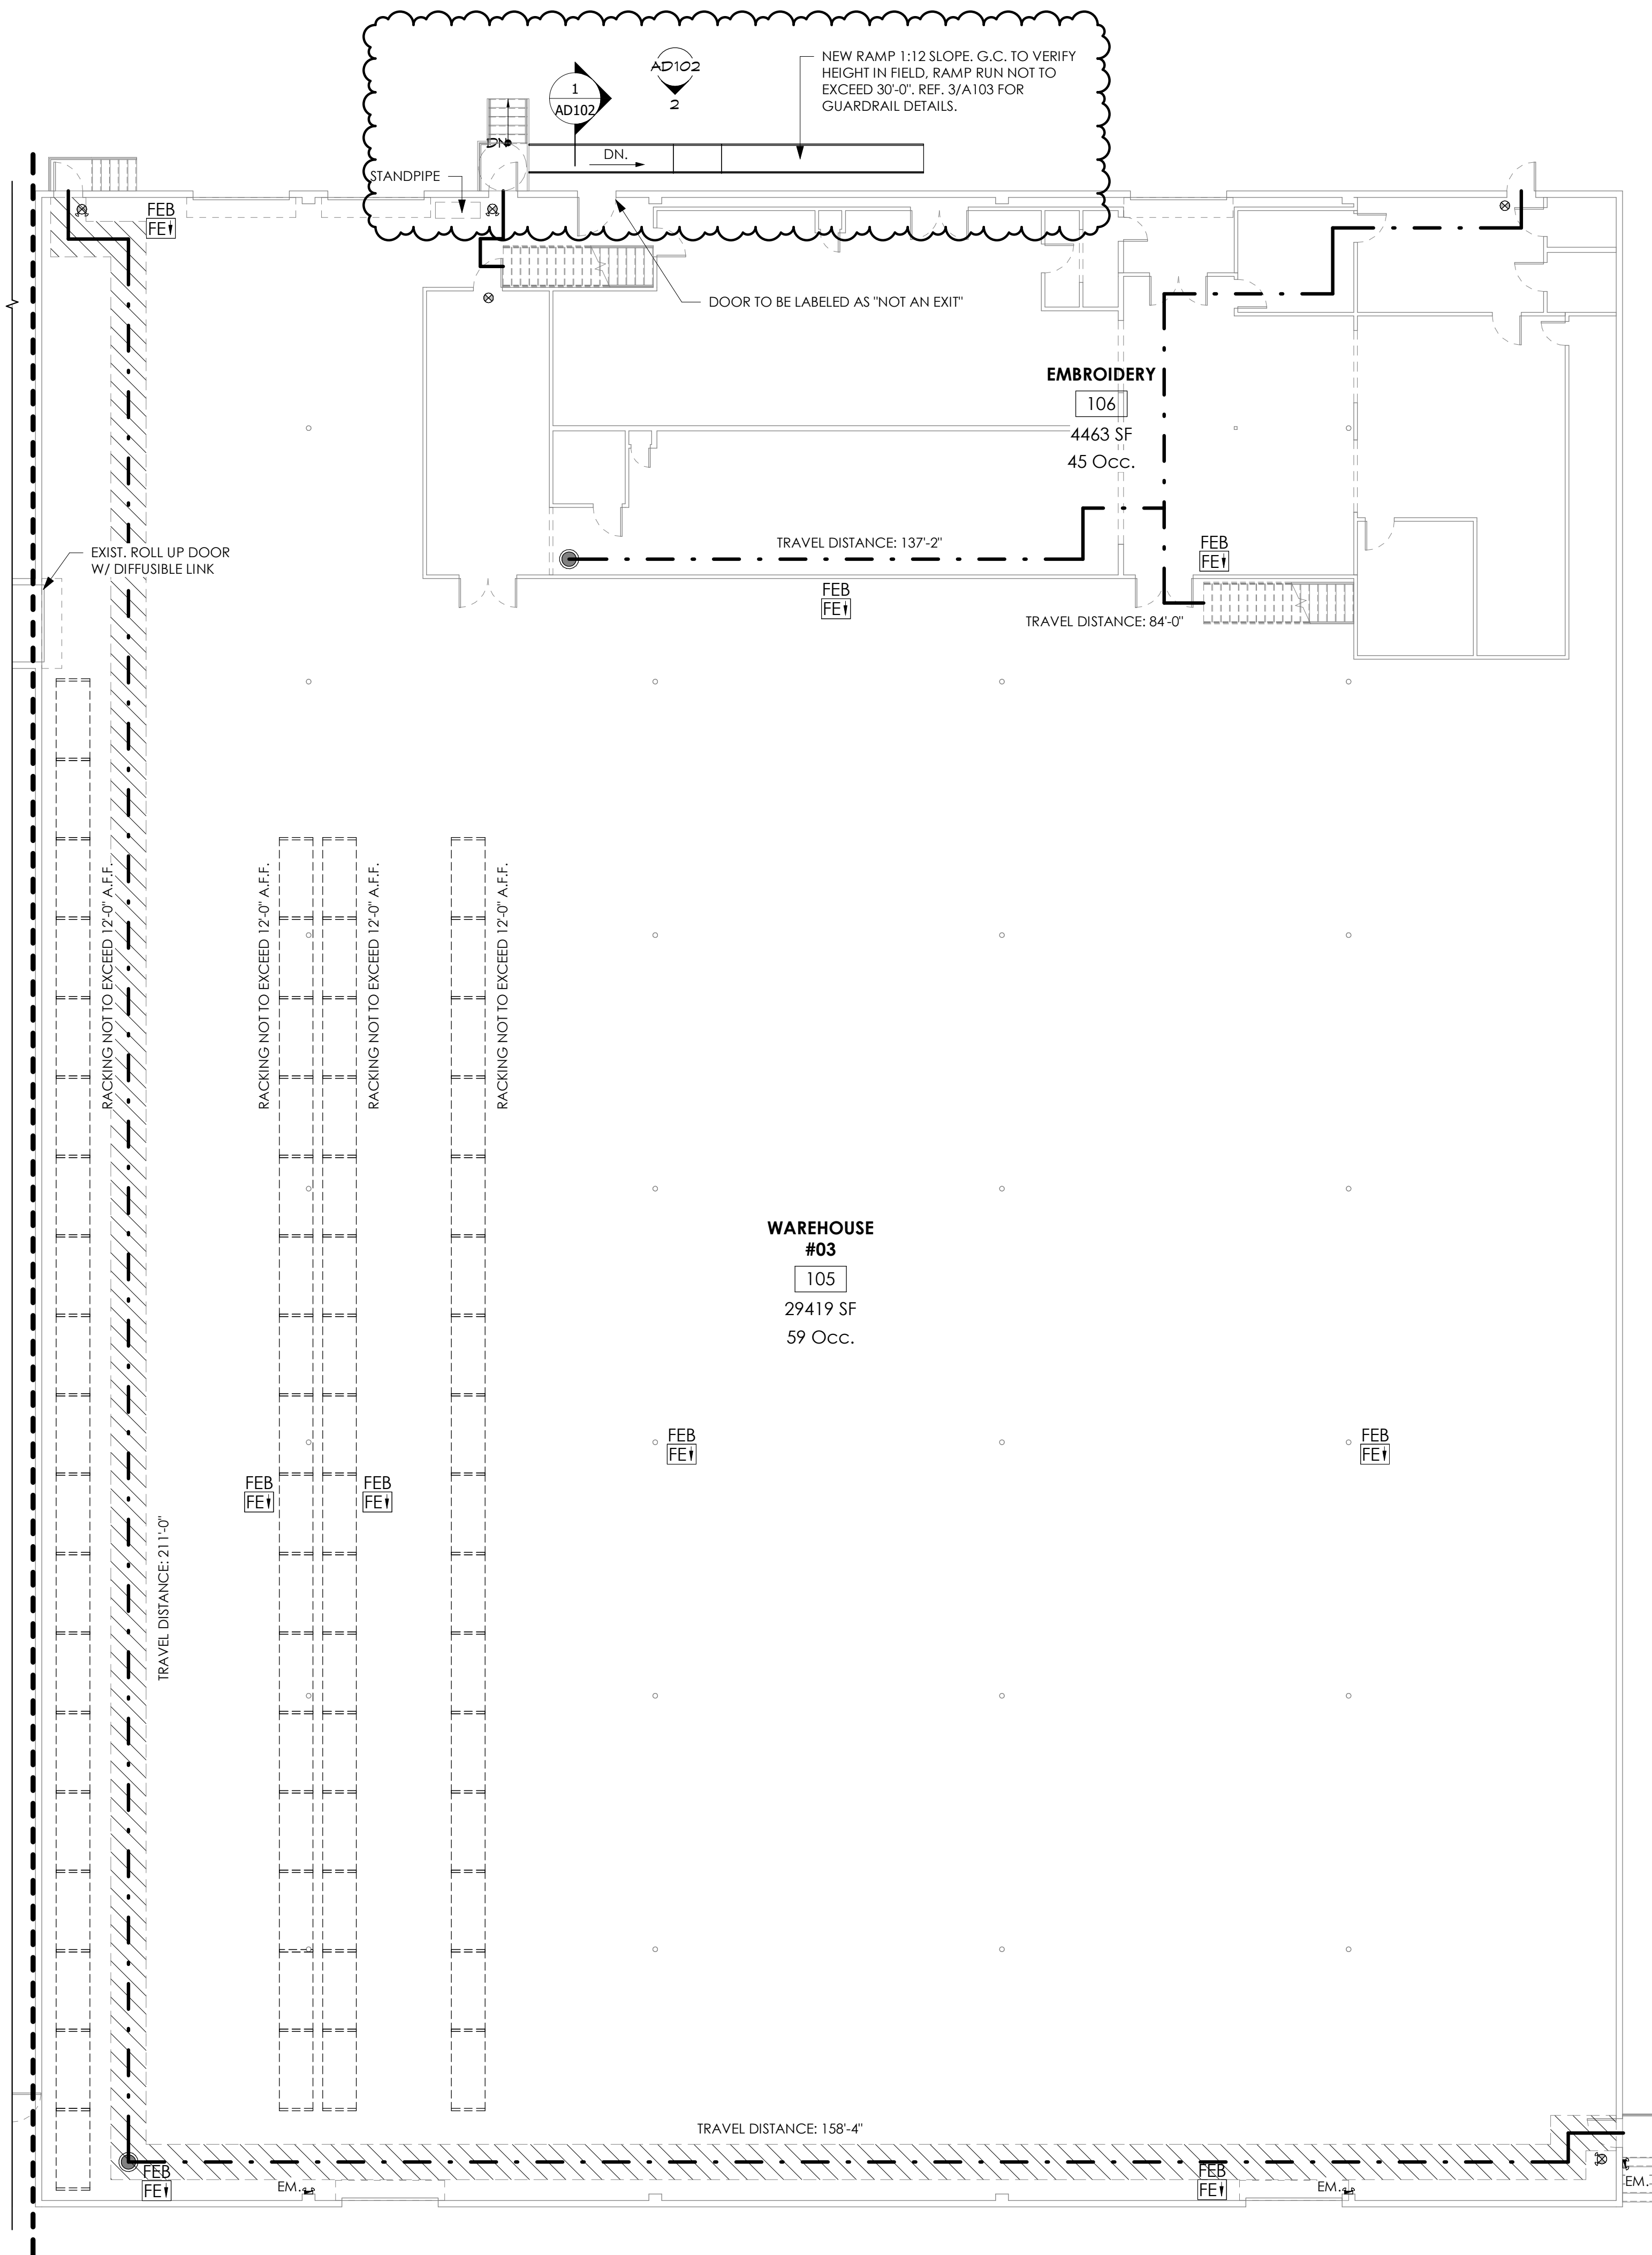 NEW RAMP 1:12 SLOPE. G.C. TO VERIFY
HEIGHT IN FIELD, RAMP RUN NOT TO
EXCEED 30'-0". REF. 3/A103 FOR
GUARDRAIL DETAILS.
1
AD102
AD102
2
DN
DN.
STANDPIPE
FEB
FE
DOOR TO BE LABELED AS "NOT AN EXIT"
EMBROIDERY
106
4463 SF
45 Occ.
EXIST. ROLL UP DOOR
W/ DIFFUSIBLE LINK
TRAVEL DISTANCE: 137'-2"
FEB
FE
FEB
FE
TRAVEL DISTANCE: 84'-0"
RACKING NOT TO EXCEED 12'-0" A.F.F.
RACKING NOT TO EXCEED 12'-0" A.F.F.
RACKING NOT TO EXCEED 12'-0" A.F.F.
RACKING NOT TO EXCEED 12'-0" A.F.F.
WAREHOUSE
#03
105
29419 SF
59 Occ.
FEB
FE
FEB
FE
FEB
FE
FEB
FE
TRAVEL DISTANCE: 211'-0"
TRAVEL DISTANCE: 158'-4"
FEB
FE
EM.
FEB
FE
EM.
EM.